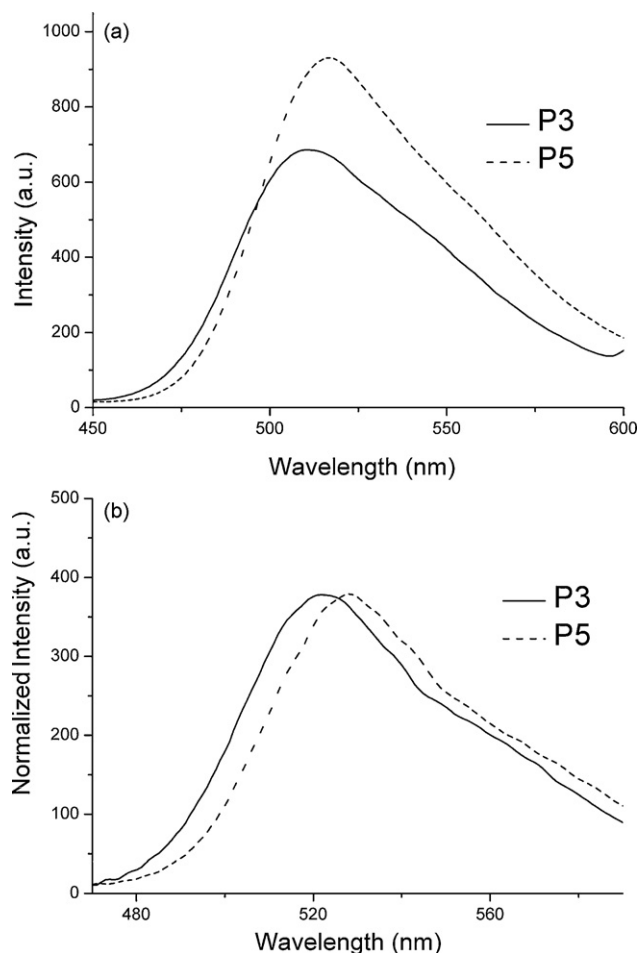 (a)
1000
800
600
400
200
0
Intensity (a.u.)
P3
P5
450 500 550 600
Wavelength (nm)
(b)
500
400
300
200
100
0
Normalized Intensity (a.u.)
P3
P5
480 520 560
Wavelength (nm)